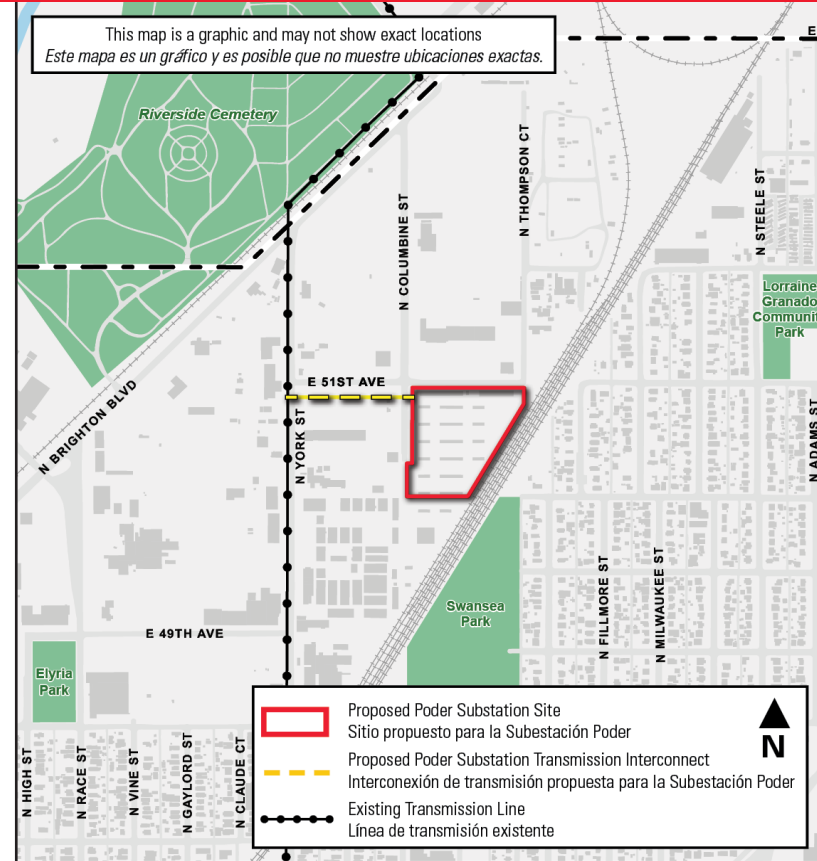 This map is a graphic and may not show exact locations
Este mapa es un gráfico y es posible que no muestre ubicaciones exactas.
E
Riverside Cemetery
N COLUMBINE ST
N THOMPSON CT
N STEELE ST
Lorraine
Granado
Communit
Park
E 51ST AVE
N BRIGHTON BLVD
N YORK ST
N ADAMS ST
Swansea
Park
N FILLMORE ST
N MILWAUKEE ST
E 49TH AVE
Elyria
Park
N HIGH ST
N RACE ST
N VINE ST
N GAYLORD ST
N CLAUDE CT
Proposed Poder Substation Site
Sitio propuesto para la Subestación Poder
Proposed Poder Substation Transmission Interconnect
Interconexión de transmisión propuesta para la Subestación Poder
Existing Transmission Line
Línea de transmisión existente
N